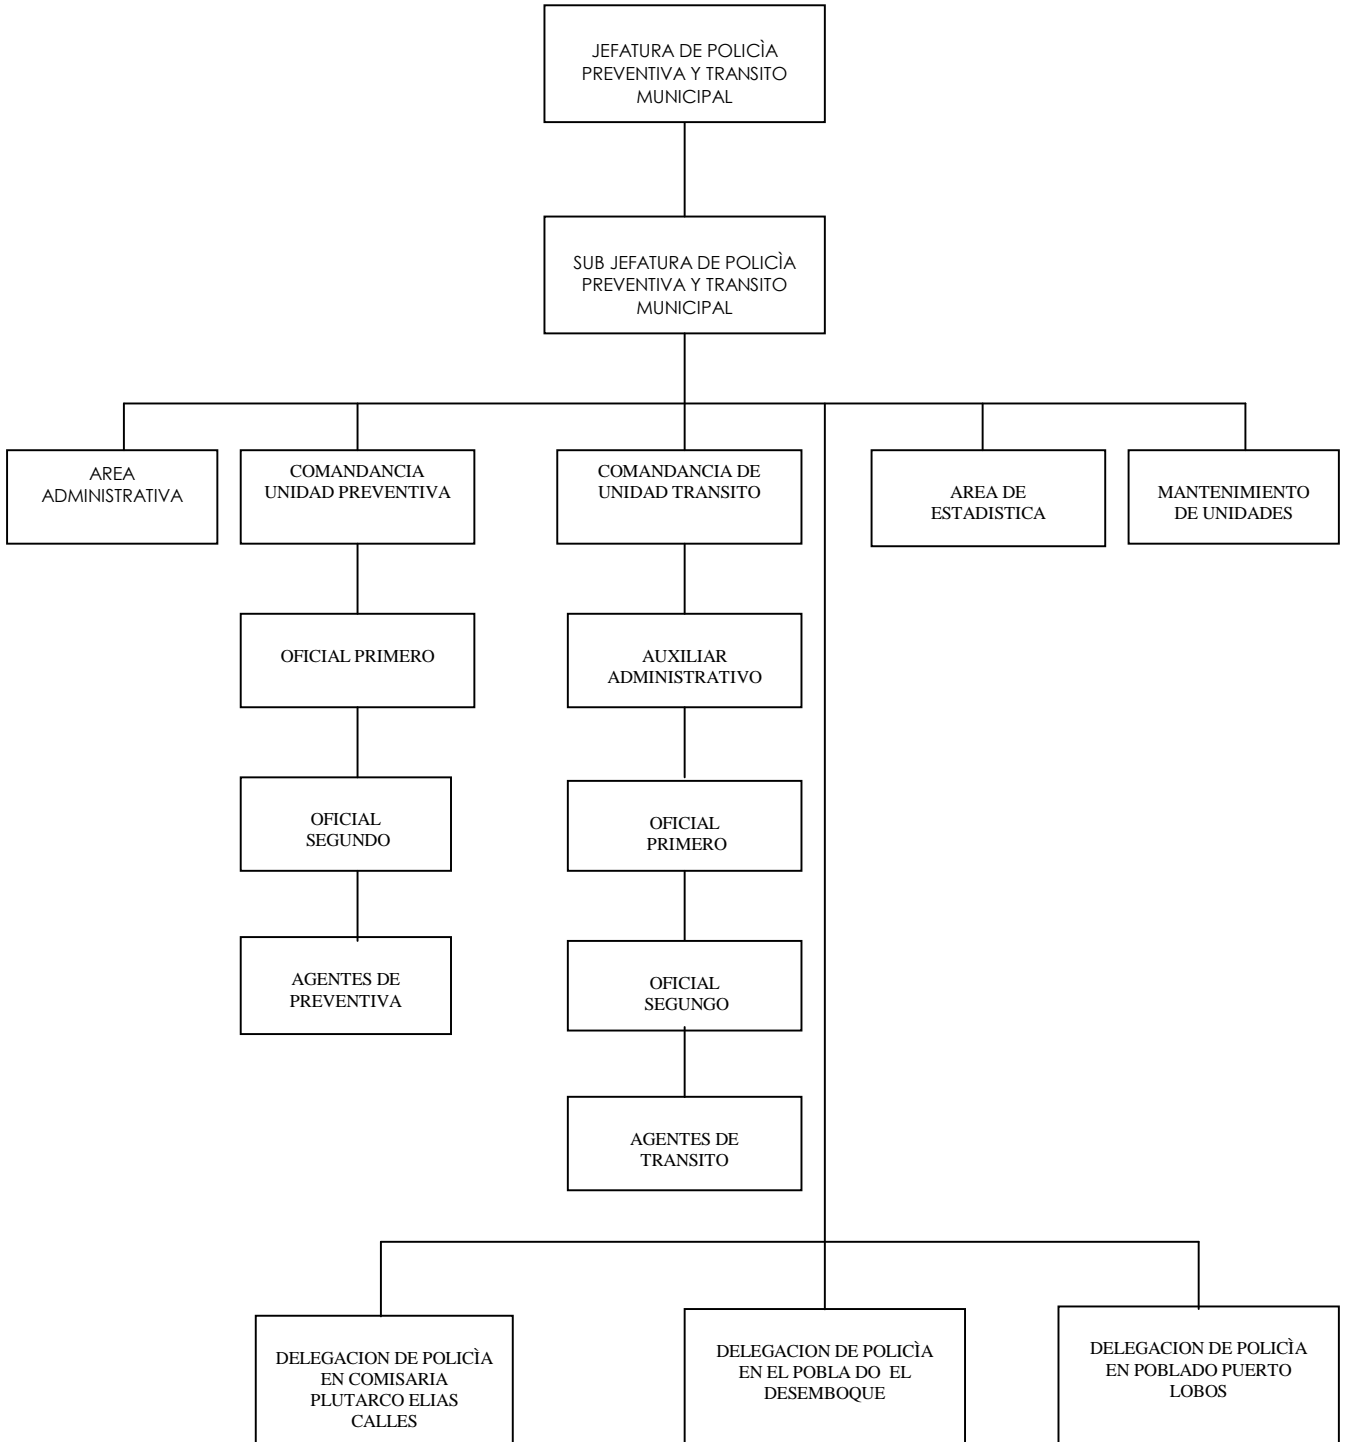 JEFATURA DE POLICÌA
PREVENTIVA Y TRANSITO
MUNICIPAL
SUB JEFATURA DE POLICÌA
PREVENTIVA Y TRANSITO
MUNICIPAL
AREA
ADMINISTRATIVA
COMANDANCIA
UNIDAD PREVENTIVA
COMANDANCIA DE
UNIDAD TRANSITO
AREA DE
ESTADISTICA
MANTENIMIENTO
DE UNIDADES
OFICIAL PRIMERO
AUXILIAR
ADMINISTRATIVO
OFICIAL
SEGUNDO
OFICIAL
PRIMERO
AGENTES DE
PREVENTIVA
OFICIAL
SEGUNGO
AGENTES DE
TRANSITO
DELEGACION DE POLICÌA
EN COMISARIA
PLUTARCO ELIAS
CALLES
DELEGACION DE POLICÌA
EN EL POBLA DO  EL
DESEMBOQUE
DELEGACION DE POLICÌA
EN POBLADO PUERTO
LOBOS